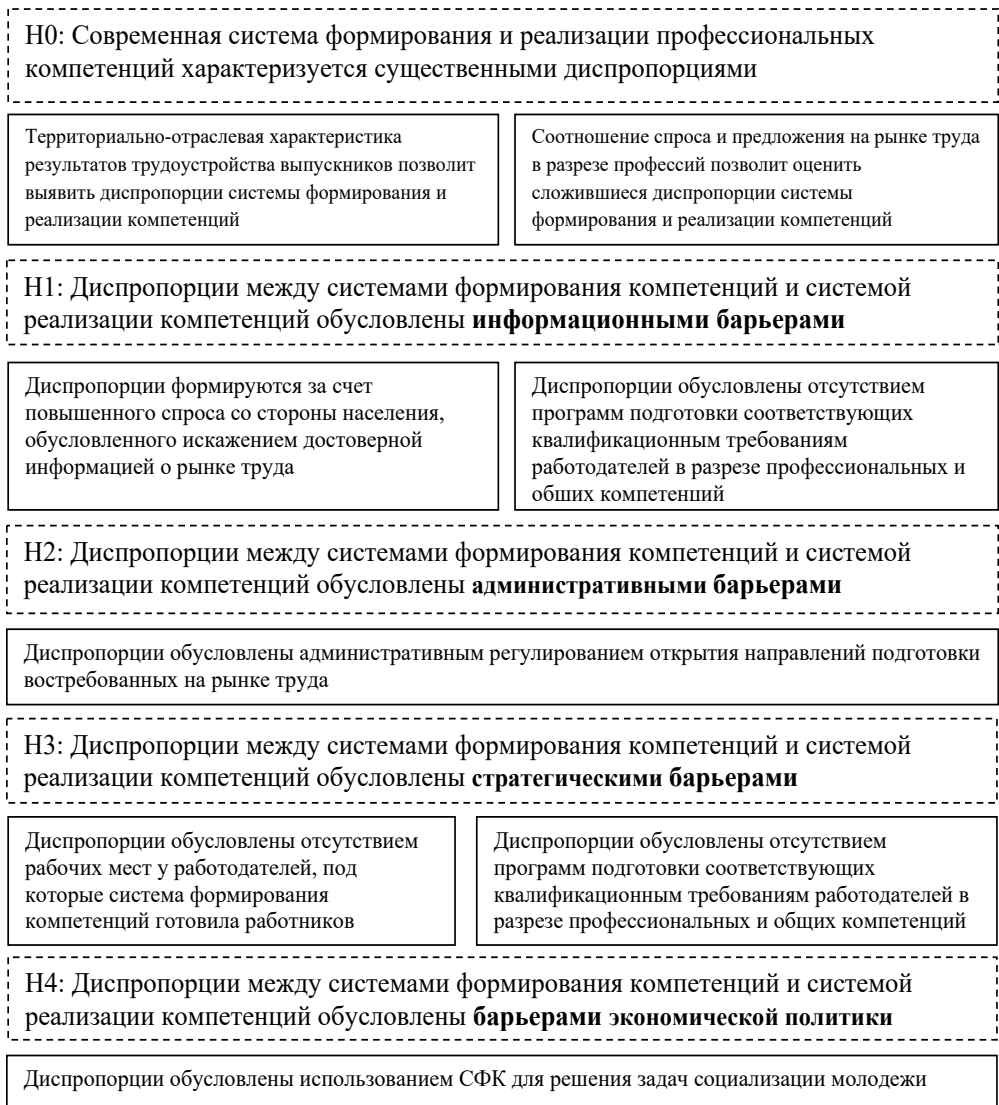 H0: Современная система формирования и реализации профессиональных
компетенций характеризуется существенными диспропорциями
Территориально-отраслевая характеристика
результатов трудоустройства выпускников позволит
выявить диспропорции системы формирования и
реализации компетенций
Соотношение спроса и предложения на рынке труда
в разрезе профессий позволит оценить
сложившиеся диспропорции системы
формирования и реализации компетенций
H1: Диспропорции между системами формирования компетенций и системой
реализации компетенций обусловлены информационными барьерами
Диспропорции формируются за счет
повышенного спроса со стороны населения,
обусловленного искажением достоверной
информацией о рынке труда
Диспропорции обусловлены отсутствием
программ подготовки соответствующих
квалификационным требованиям
работодателей в разрезе профессиональных и
общих компетенций
H2: Диспропорции между системами формирования компетенций и системой
реализации компетенций обусловлены административными барьерами
Диспропорции обусловлены административным регулированием открытия направлений подготовки
востребованных на рынке труда
H3: Диспропорции между системами формирования компетенций и системой
реализации компетенций обусловлены стратегическими барьерами
Диспропорции обусловлены отсутствием
рабочих мест у работодателей, под
которые система формирования
компетенций готовила работников
Диспропорции обусловлены отсутствием
программ подготовки соответствующих
квалификационным требованиям работодателей в
разрезе профессиональных и общих компетенций
H4: Диспропорции между системами формирования компетенций и системой
реализации компетенций обусловлены барьерами экономической политики
Диспропорции обусловлены использованием СФК для решения задач социализации молодежи